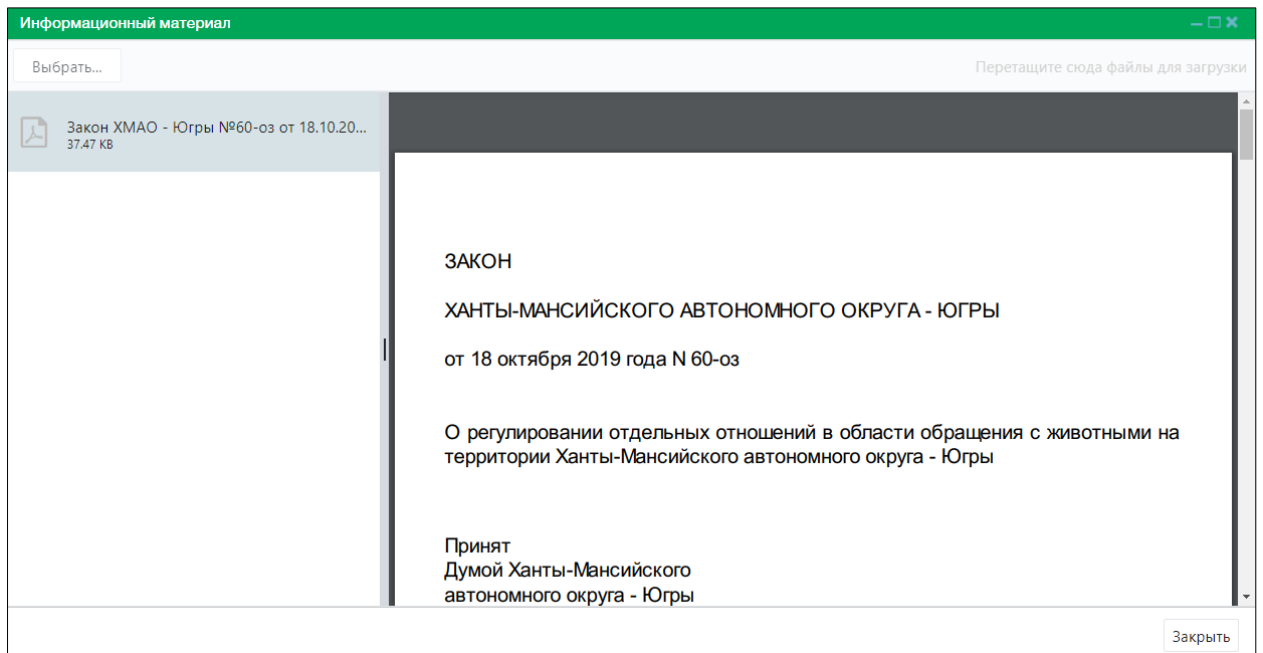 Информационный материал
Выбрать...
Перетащите сюда файлы для загрузки
Закон ХМАО - Югры №60-оз от 18.10.20...
37.47 KB
ЗАКОН
ХАНТЫ-МАНСИЙСКОГО АВТОНОМНОГО ОКРУГА - ЮГРЫ
от 18 октября 2019 года N 60-оз
О регулировании отдельных отношений в области обращения с животными на
территории Ханты-Мансийского автономного округа - Югры
Принят
Думой Ханты-Мансийского
автономного округа - Югры
Закрыть